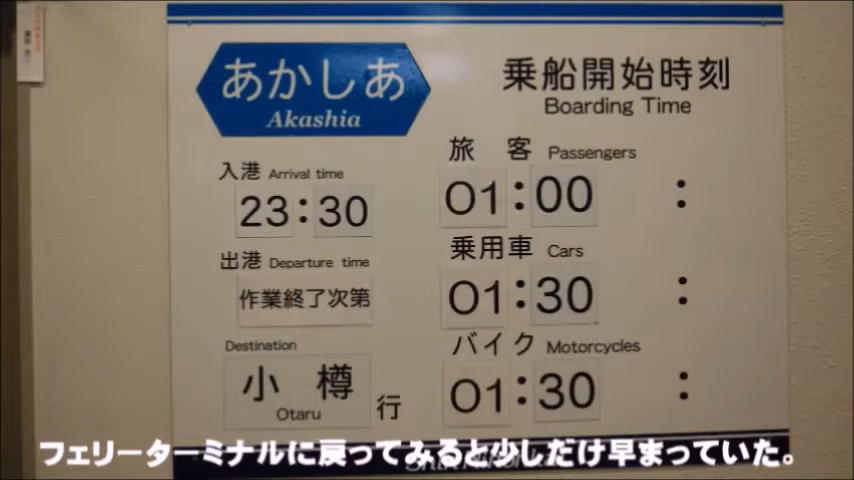 あかしあ
Akashia
乗船開始時刻
Boarding Time
入港 Arrival time
23:30
出港 Departure time
作業終了次第
Destination
小樽
Otaru
行
旅客 Passengers
01:00 :
乗用車 Cars
01:30 :
バイク Motorcycles
01:30 :
フェリーターミナルに戻ってみると少しだけ早まっていた。